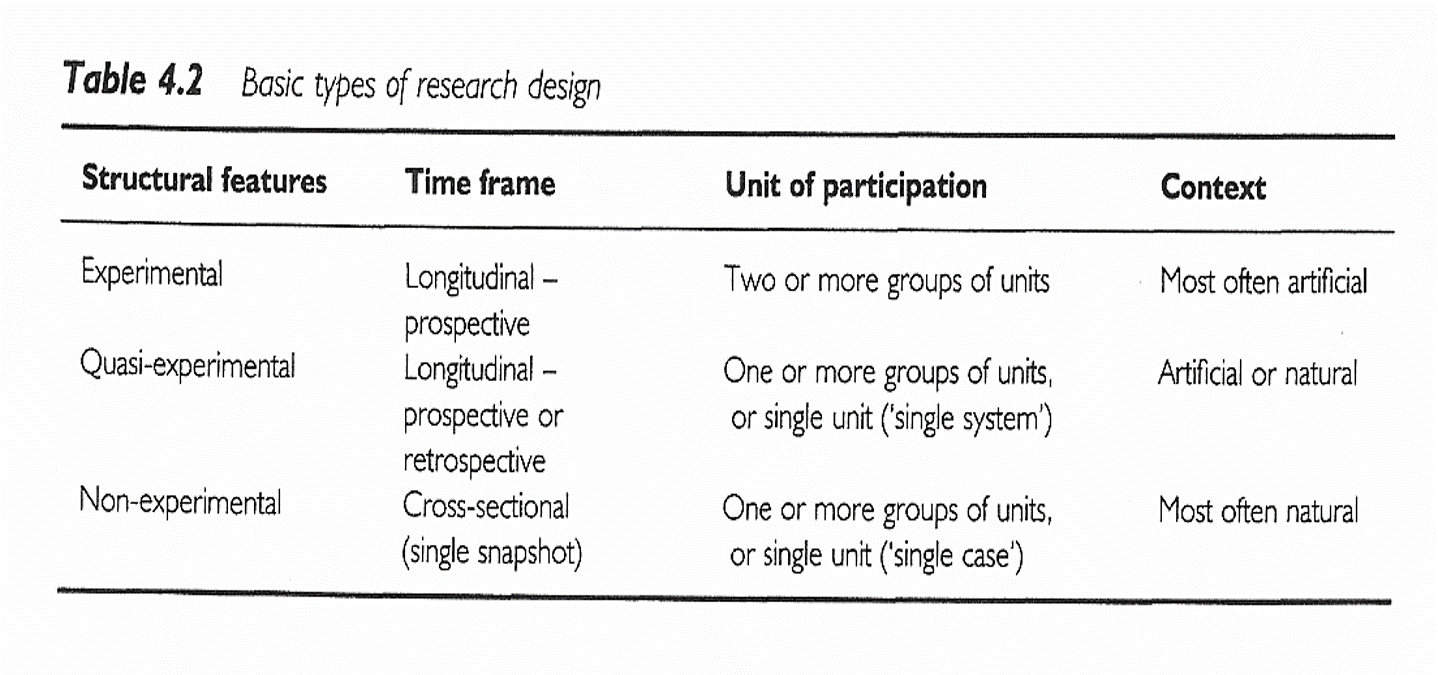 Table 4.2 Basic types of research design
Structural features Time frame Unit of participation Context
Experimental Longitudinal – Two or more groups of units Most often artificial
prospective
Quasi-experimental Longitudinal – One or more groups of units, Artificial or natural
prospective or or single unit ('single system')
retrospective
Non-experimental Cross-sectional One or more groups of units, Most often natural
(single snapshot) or single unit ('single case')